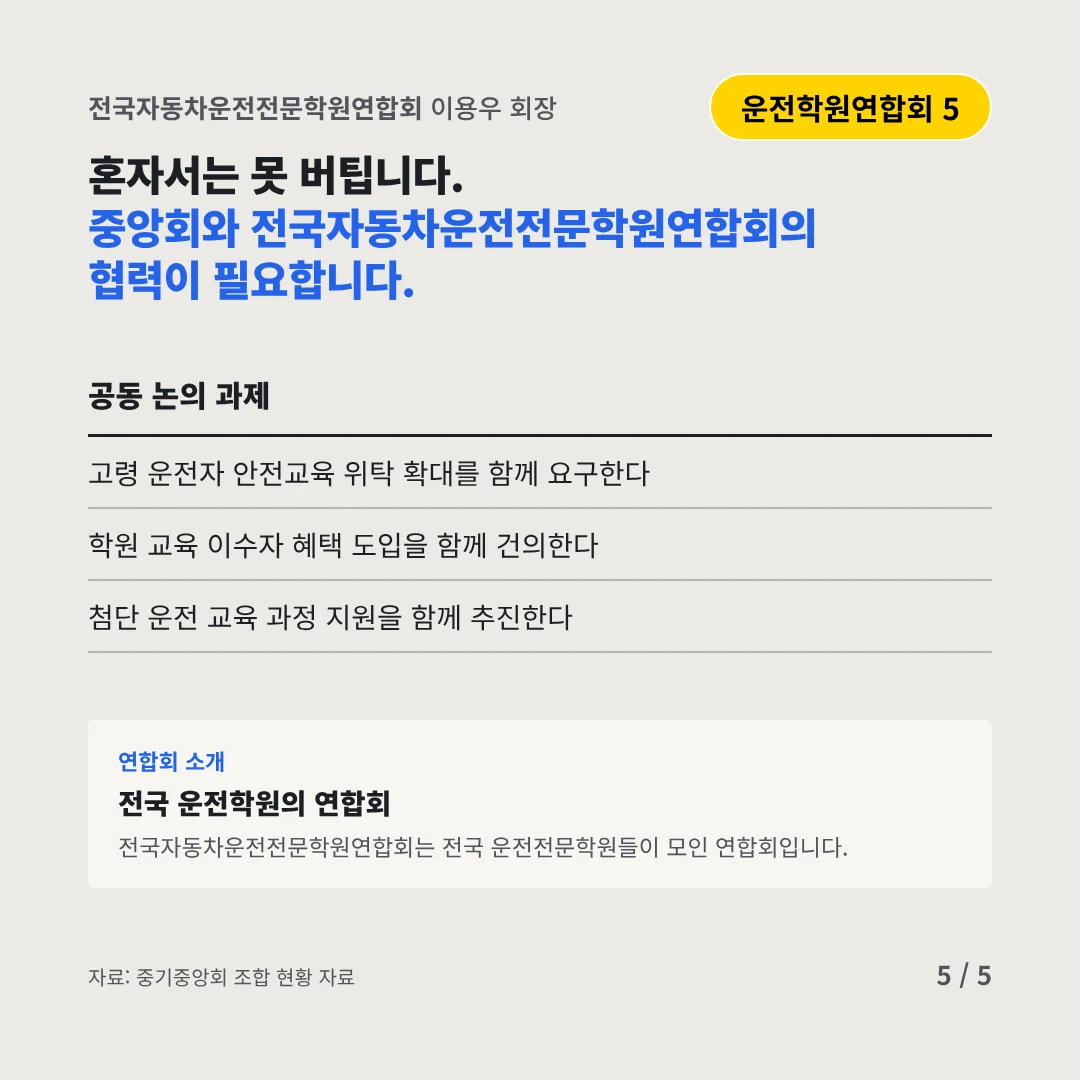 전국자동차운전전문학원연합회 이용우 회장
운전학원연합회 5
혼자서는 못 버팁니다.
중앙회와 전국자동차운전전문학원연합회의
협력이 필요합니다.
공동 논의 과제
고령 운전자 안전교육 위탁 확대를 함께 요구한다
학원 교육 이수자 혜택 도입을 함께 건의한다
첨단 운전 교육 과정 지원을 함께 추진한다
연합회 소개
전국 운전학원의 연합회
전국자동차운전전문학원연합회는 전국 운전전문학원들이 모인 연합회입니다.
자료: 중기중앙회 조합 현황 자료
5 / 5